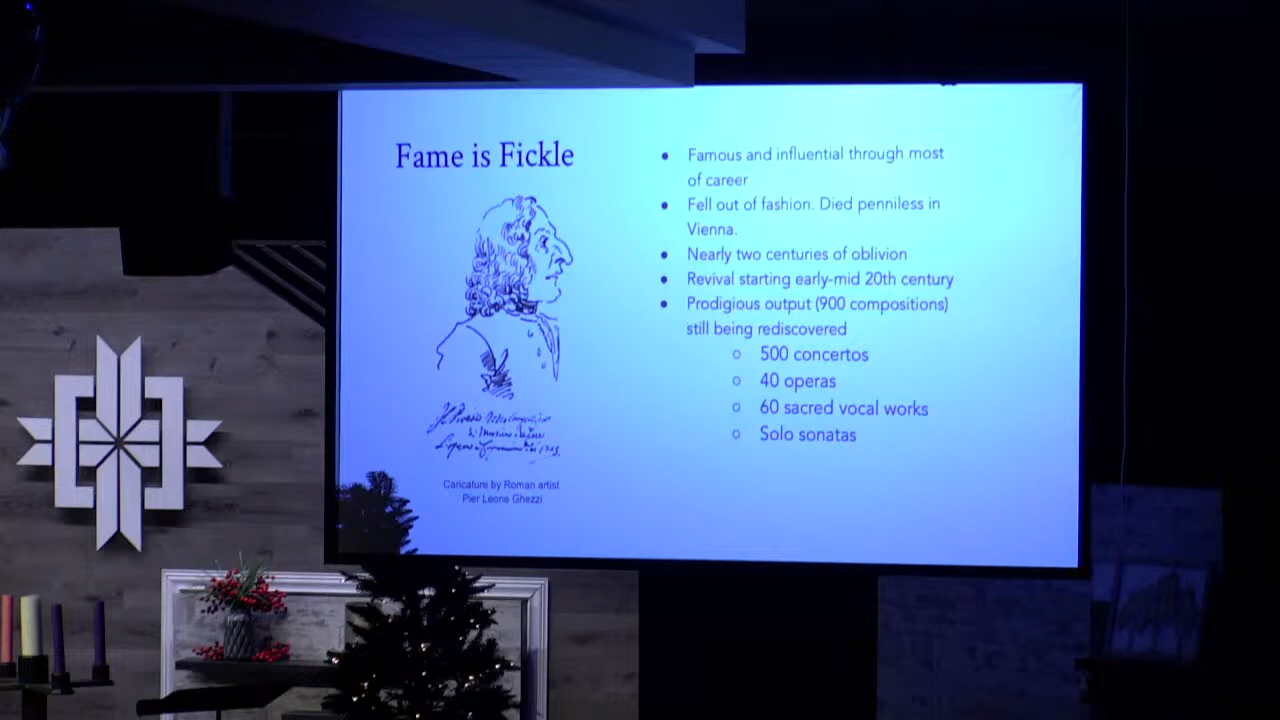 Fame is Fickle
Caricature by Roman artist
Pier Leone Ghezzi
● Famous and influential through most
of career
● Fell out of fashion. Died penniless in
Vienna.
● Nearly two centuries of oblivion
● Revival starting early-mid 20th century
● Prodigious output (900 compositions)
still being rediscovered
○ 500 concertos
○ 40 operas
○ 60 sacred vocal works
○ Solo sonatas